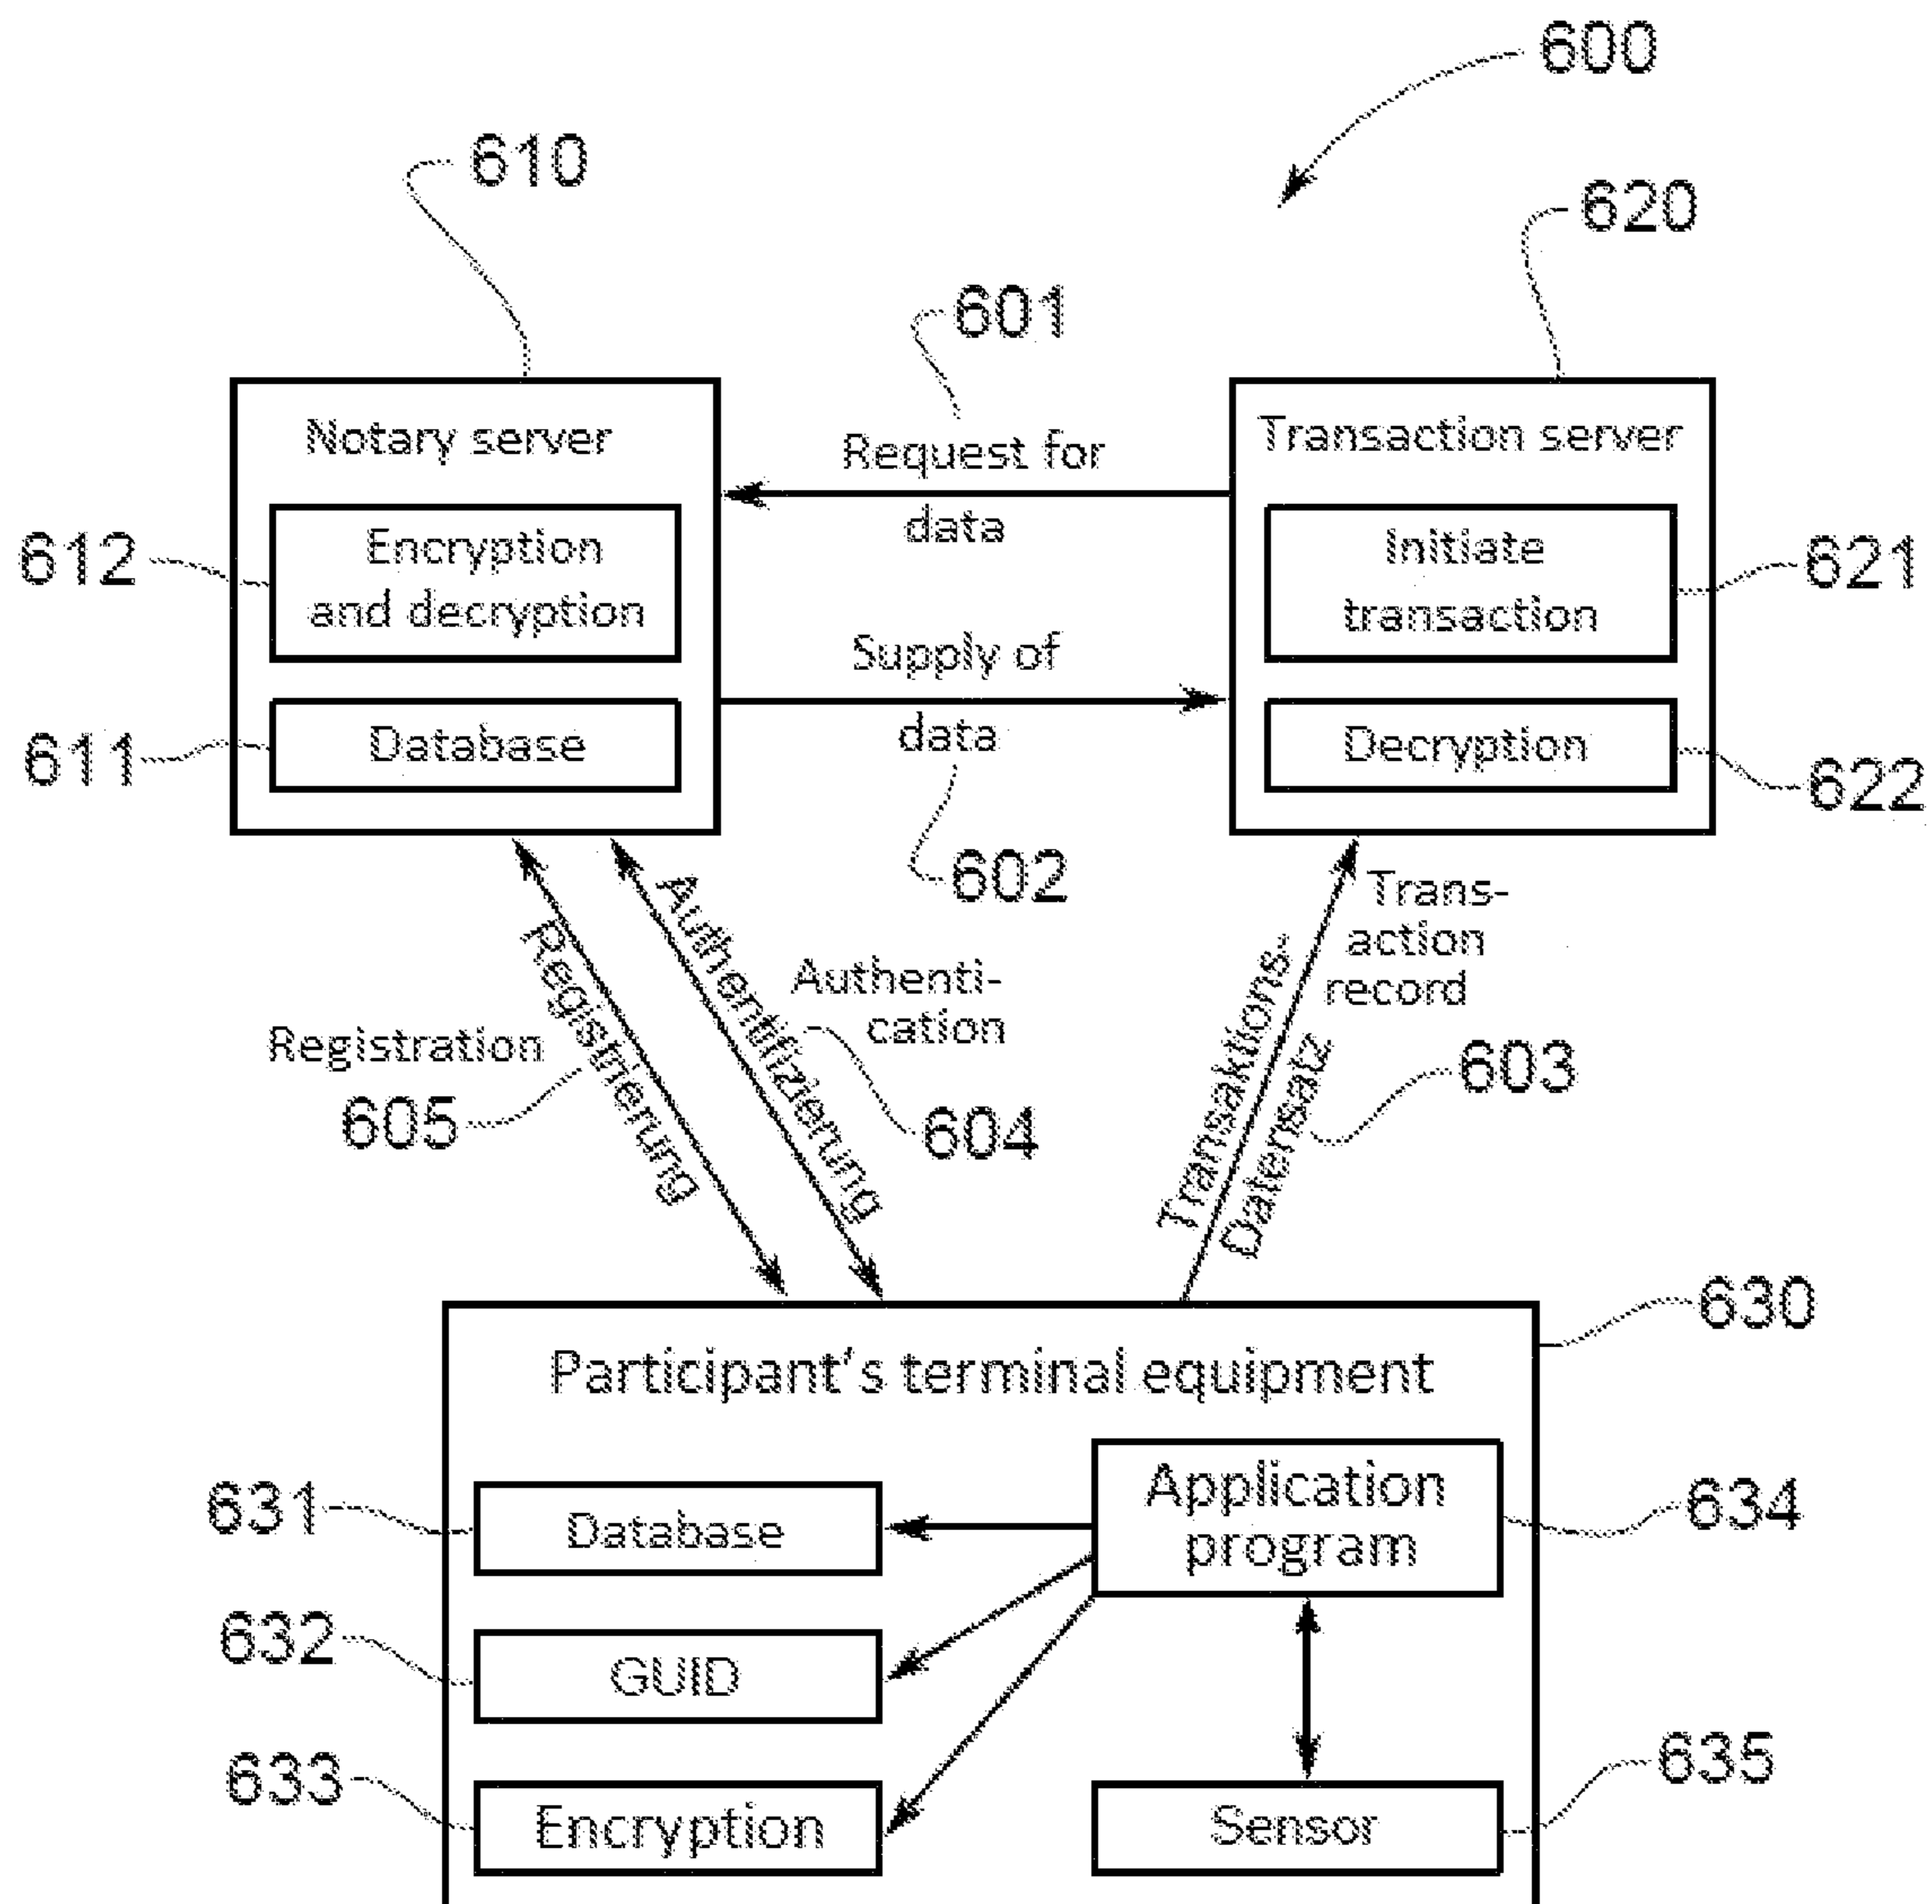 600
610
620
601
Notary server
Request for
data
Transaction server
612
Encryption
and decryption
Initiate
transaction
621
Supply of
data
611
Database
Decryption
622
602
Registrierung
Authentifizierung
Authenti-
cation
Registration
605
604
Transaktions-
Datensatz
Trans-
action
record
603
630
Participant's terminal equipment
631
Database
Application
program
634
632
GUID
633
Encryption
Sensor
635